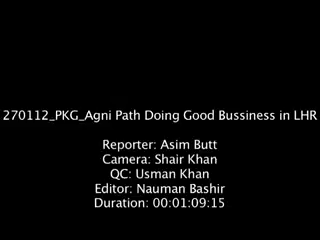 270112_PKG_Agni Path Doing Good Bussiness in LHR
Reporter: Asim Butt
Camera: Shair Khan
QC: Usman Khan
Editor: Nauman Bashir
Duration: 00:01:09:15